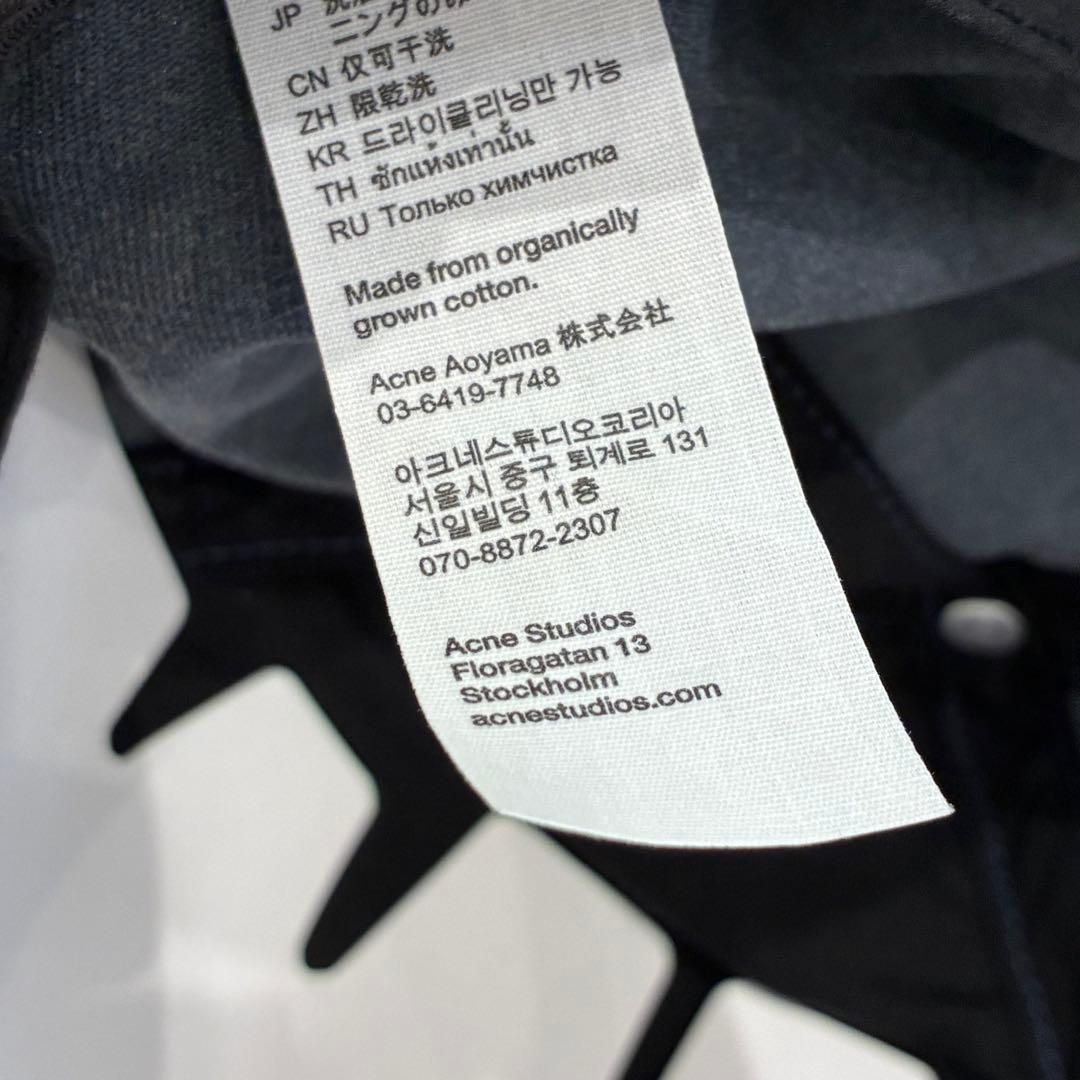 JP
ニングのみ
CN 仅可干洗
ZH 限乾洗
KR 드라이클리닝만 가능
TH ซักแห้งเท่านั้น
RU Только химчистка
Made from organically
grown cotton.
Acne Aoyama 株式会社
03-6419-7748
아크네스튜디오코리아
서울시 중구 퇴계로 131
신일빌딩 11층
070-8872-2307
Acne Studios
Floragatan 13
Stockholm
acnestudios.com